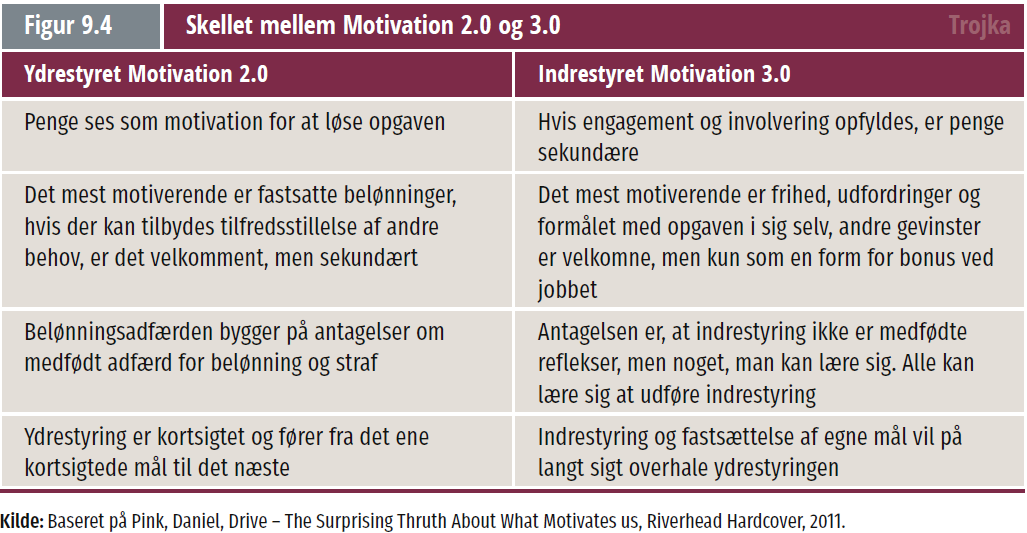 Figur 9.4
Skellet mellem Motivation 2.0 og 3.0
Trojka
Ydrestyret Motivation 2.0
Indrestyret Motivation 3.0
Penge ses som motivation for at løse opgaven
Hvis engagement og involvering opfyldes, er penge
sekundære
Det mest motiverende er fastsatte belønninger,
hvis der kan tilbydes tilfredsstillelse af andre
behov, er det velkomment, men sekundært
Det mest motiverende er frihed, udfordringer og
formålet med opgaven i sig selv, andre gevinster
er velkomne, men kun som en form for bonus ved
jobbet
Belønningsadfærden bygger på antagelser om
medfødt adfærd for belønning og straf
Antagelsen er, at indrestyring ikke er medfødte
reflekser, men noget, man kan lære sig. Alle kan
lære sig at udføre indrestyring
Ydrestyring er kortsigtet og fører fra det ene
kortsigtede mål til det næste
Indrestyring og fastsættelse af egne mål vil på
langt sigt overhale ydrestyringen
Kilde: Baseret på Pink, Daniel, Drive – The Surprising Thruth About What Motivates us, Riverhead Hardcover, 2011.